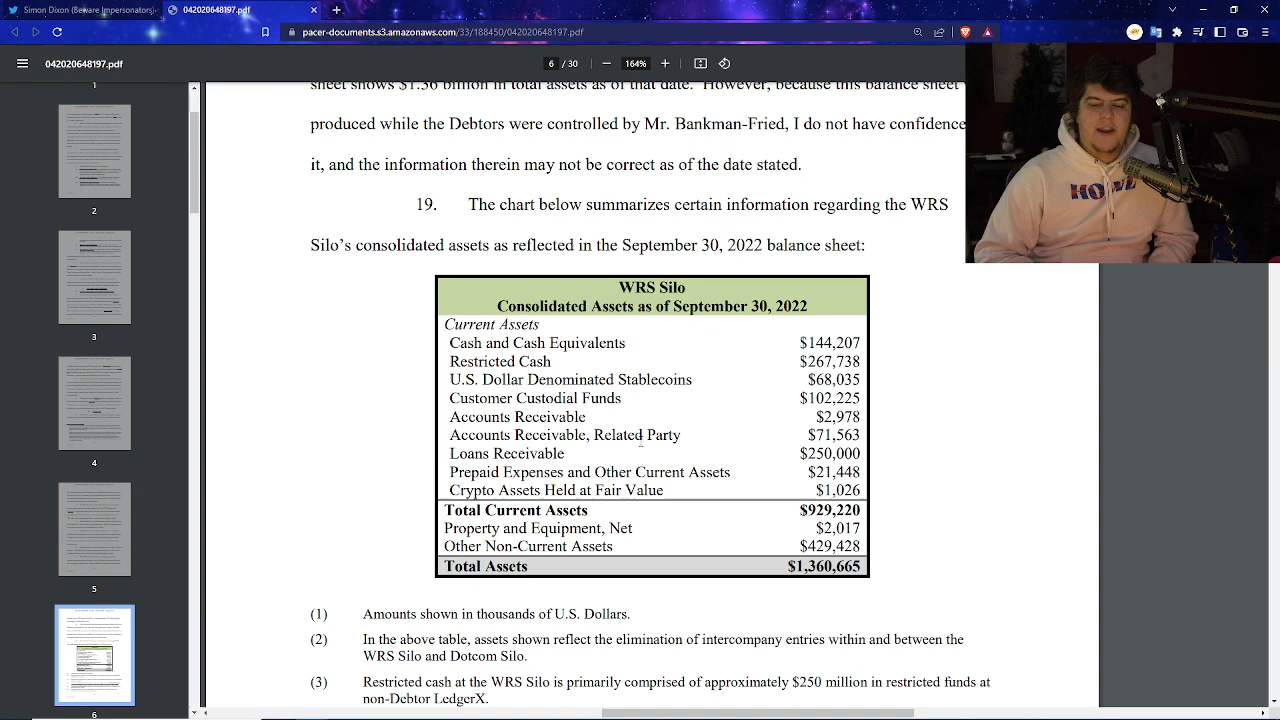 Simon Dixon (Beware Impersonators)
042020648197.pdf
pacer-documents.s3.amazonaws.com/33/188450/042020648197.pdf
042020648197.pdf
6 / 30
164%
1
2
3
4
5
6
sheet shows $1.36 billion in total assets as of that date. However, because this balance sheet
produced while the Debtors were controlled by Mr. Bankman-Fried, I do not have confidence
it, and the information therein may not be correct as of the date stated.
19. The chart below summarizes certain information regarding the WRS
Silo's consolidated assets as reflected in the September 30, 2022 balance sheet:
WRS Silo
Consolidated Assets as of September 30, 2022
Current Assets
Cash and Cash Equivalents $144,207
Restricted Cash $267,738
U.S. Dollar Denominated Stablecoins $68,035
Customer Custodial Funds $102,225
Accounts Receivable $2,978
Accounts Receivable, Related Party $71,563
Loans Receivable $250,000
Prepaid Expenses and Other Current Assets $21,448
Crypto Assets Held at Fair Value $1,026
Total Current Assets $929,220
Property and Equipment, Net $2,017
Other Non-Current Assets $429,428
Total Assets $1,360,665
(1) Amounts shown in thousands of U.S. Dollars.
(2) In the above table, asset values reflect the elimination of intercompany entries within and between the
WRS Silo and Dotcom Silo.
(3) Restricted cash at the WRS Silo is primarily comprised of approximately $250 million in restricted funds at
non-Debtor LedgerX.